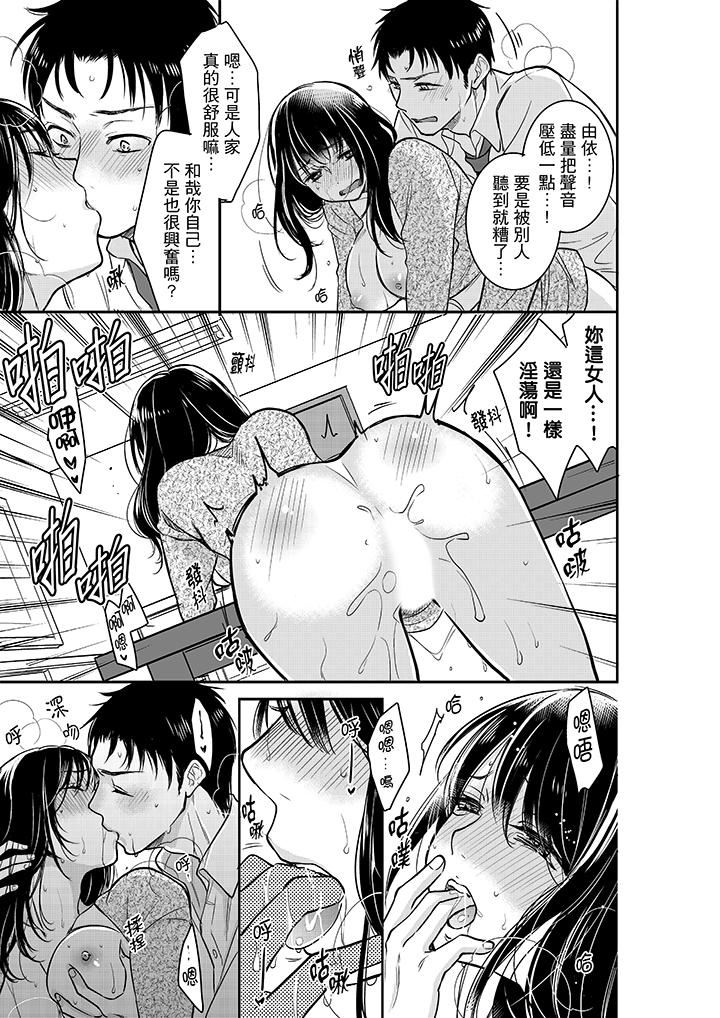 由依…！
盡量把聲音
壓低一點…！
要是被別人
聽到就糟了…
悄聲
哈
哈
嗯…可是人家
真的很舒服嘛…
和哉你自己…
不是也很興奮嗎？
啾
妳這女人…！
還是一樣
淫蕩啊！
發抖
啪啪
顫抖
啪啪
咿啊
咕啵
發抖
啪啪
啊啊嗯
咕啵
嗯唔
哈
咕噗
哈
嗯嗯…嗚
呼
咕啾
呼
咕啾
深吻
呼
呼
揉捏
嗯